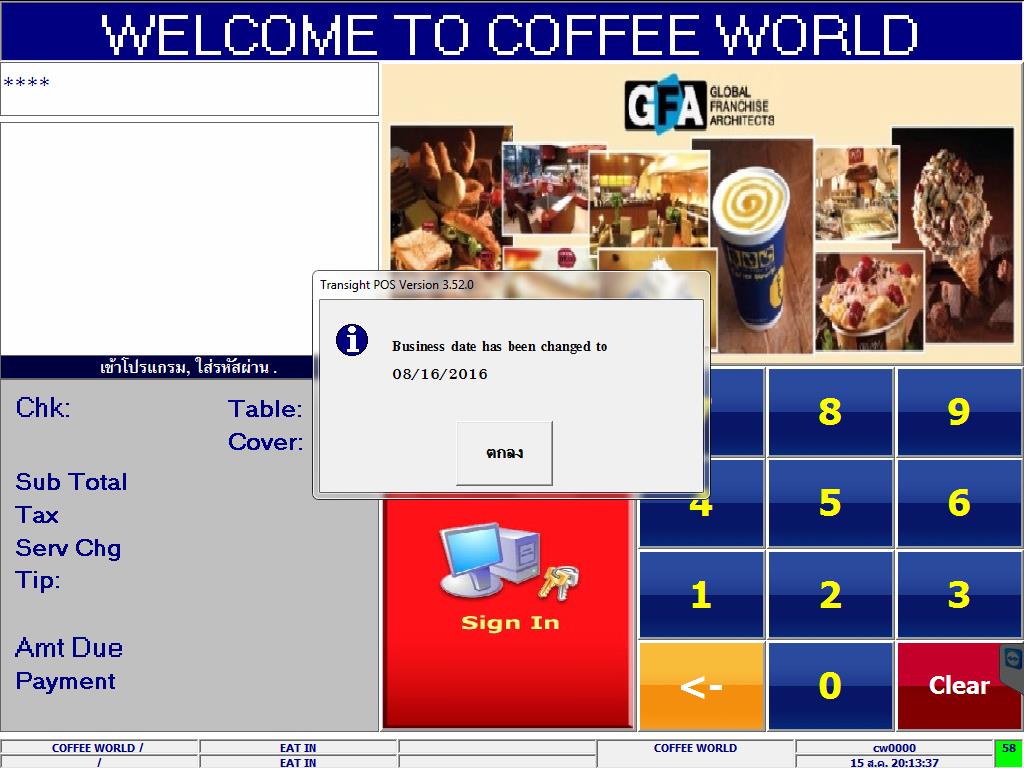 WELCOME TO COFFEE WORLD
****
GFA GLOBAL
FRANCHISE
ARCHITECTS
Transight POS Version 3.52.0
Business date has been changed to
08/16/2016
ตกลง
เข้าโปรแกรม, ใส่รหัสผ่าน .
Chk:
Table:
Cover:
Sub Total
Tax
Serv Chg
Tip:
Amt Due
Payment
Sign In
8 9
4 5 6
1 2 3
<- 0 Clear
COFFEE WORLD / EAT IN COFFEE WORLD cw0000 58
/ EAT IN 15 ส.ค. 20:13:37